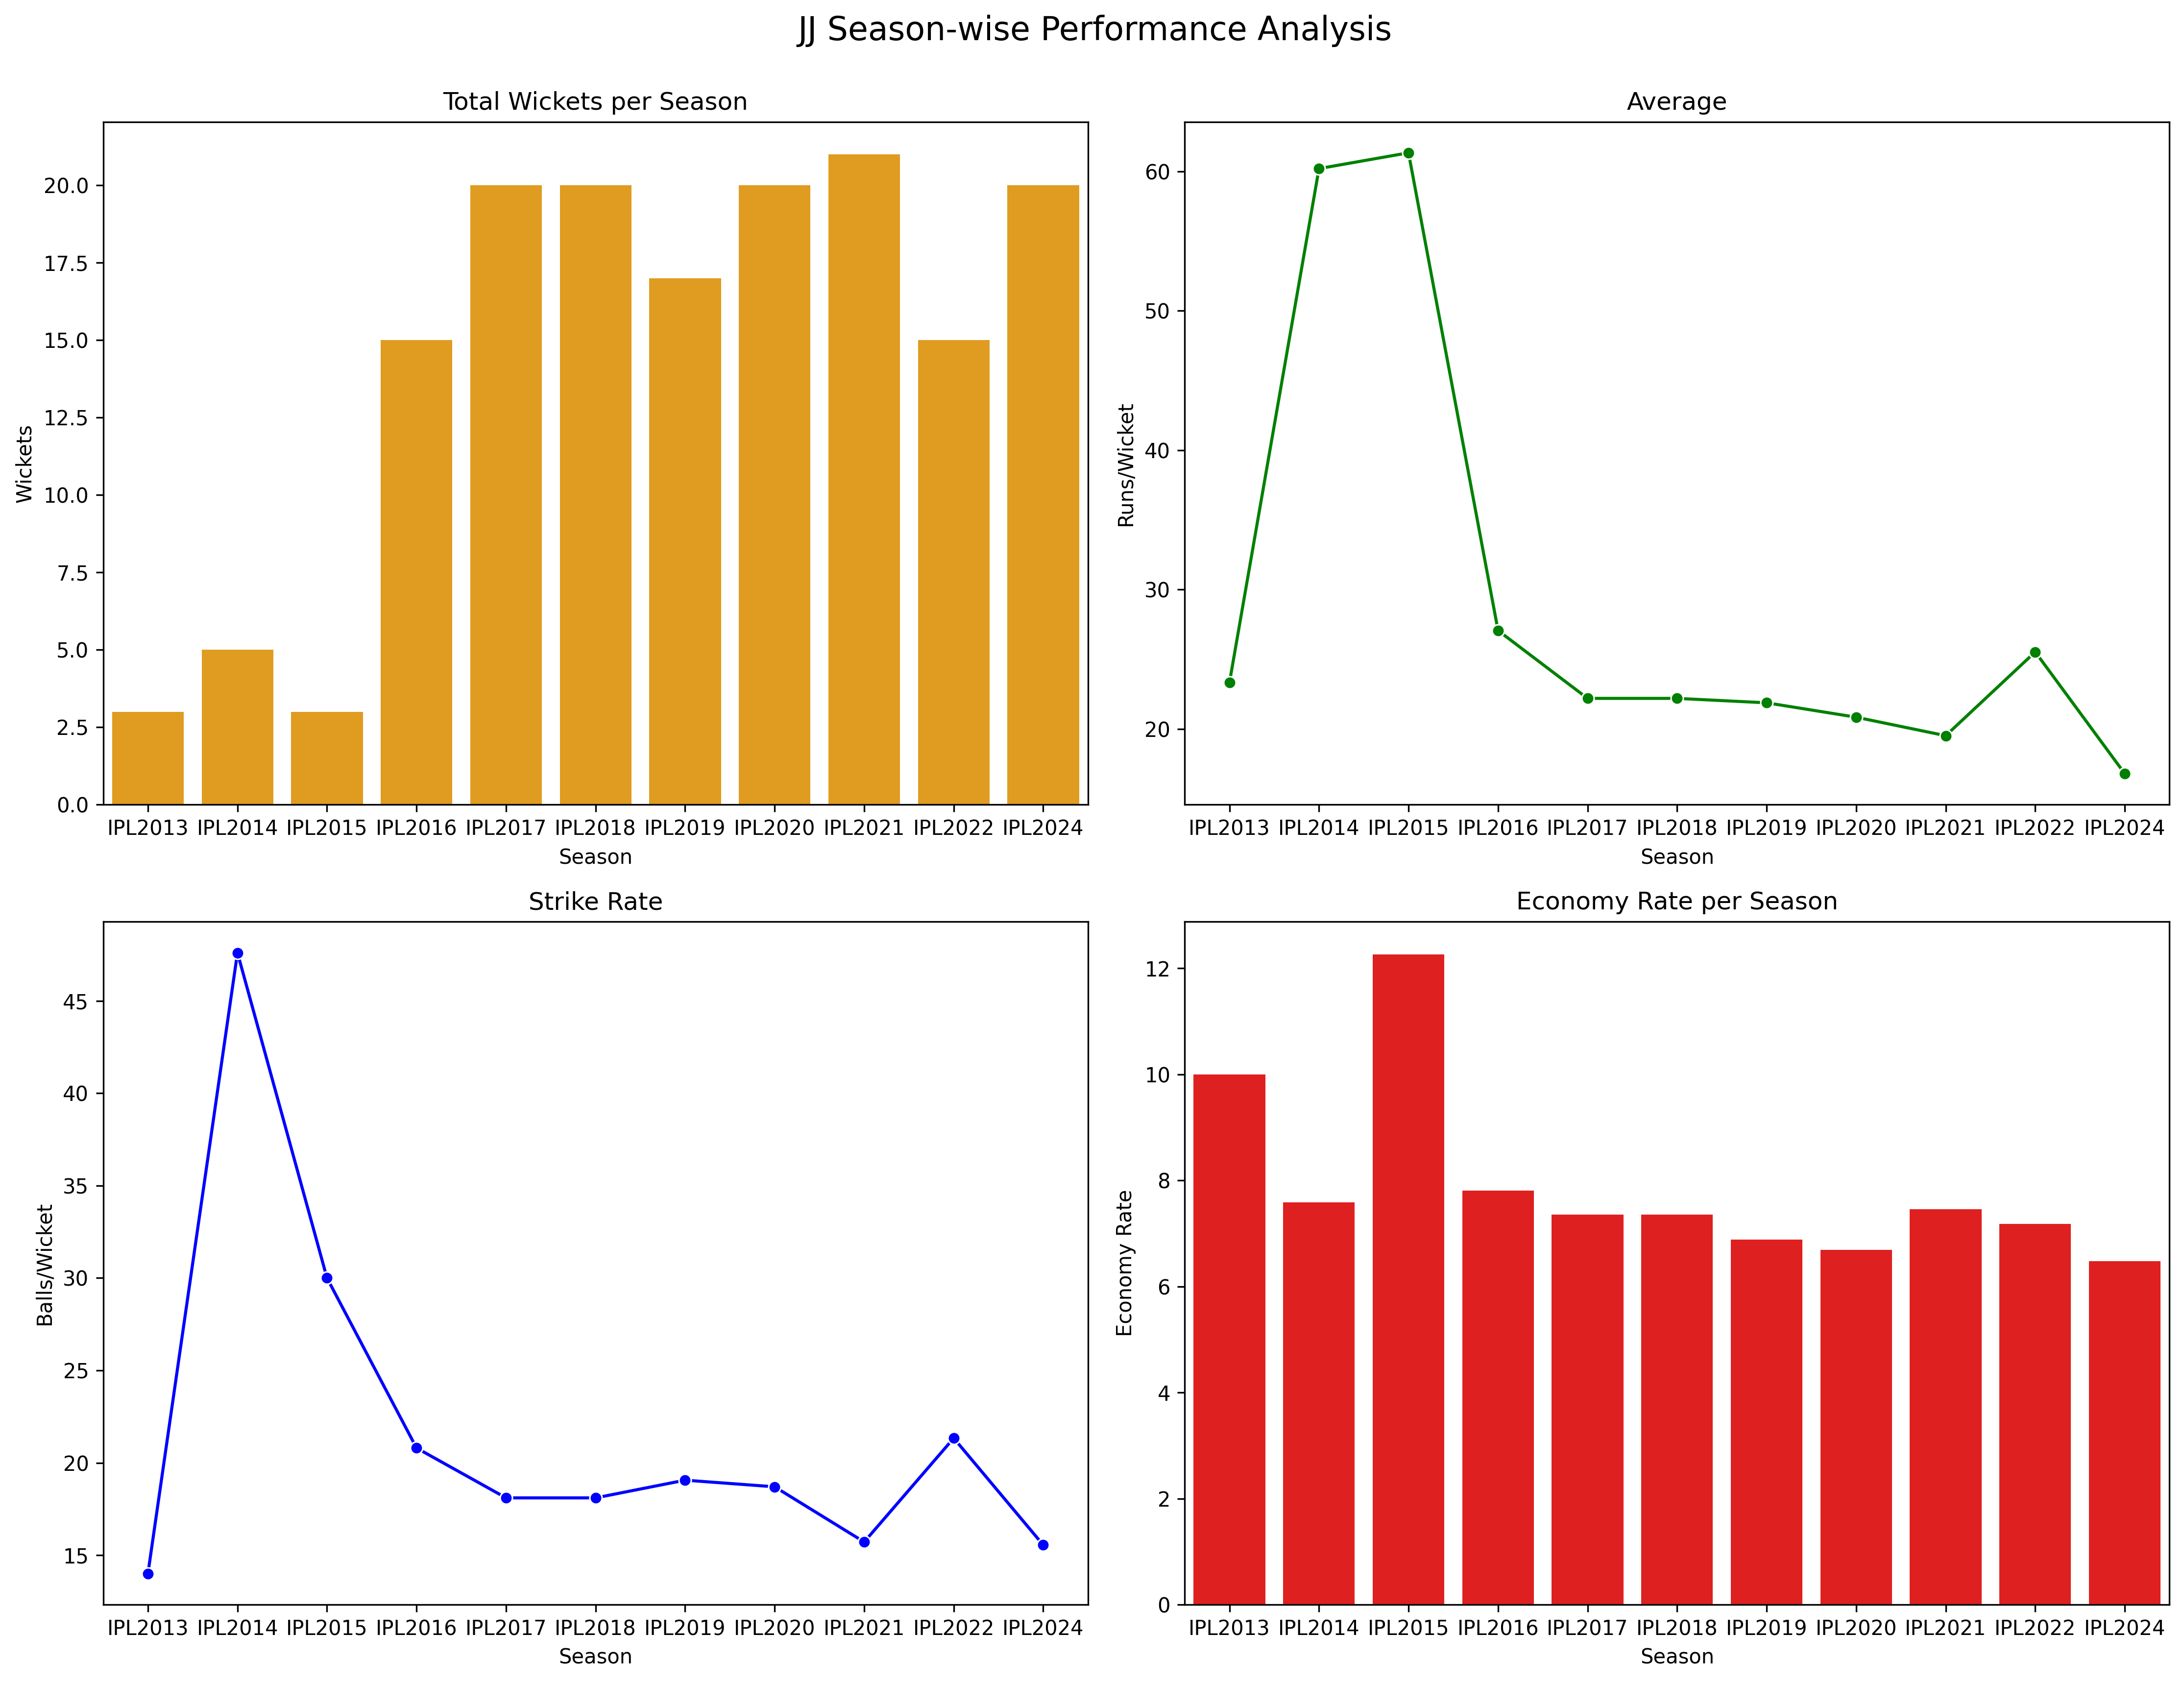 JJ Season-wise Performance Analysis
Total Wickets per Season
Wickets
20.0
17.5
15.0
12.5
10.0
7.5
5.0
2.5
0.0
IPL2013 IPL2014 IPL2015 IPL2016 IPL2017 IPL2018 IPL2019 IPL2020 IPL2021 IPL2022 IPL2024
Season
Average
Runs/Wicket
60
50
40
30
20
IPL2013 IPL2014 IPL2015 IPL2016 IPL2017 IPL2018 IPL2019 IPL2020 IPL2021 IPL2022 IPL2024
Season
Strike Rate
Balls/Wicket
45
40
35
30
25
20
15
IPL2013 IPL2014 IPL2015 IPL2016 IPL2017 IPL2018 IPL2019 IPL2020 IPL2021 IPL2022 IPL2024
Season
Economy Rate per Season
Economy Rate
12
10
8
6
4
2
0
IPL2013 IPL2014 IPL2015 IPL2016 IPL2017 IPL2018 IPL2019 IPL2020 IPL2021 IPL2022 IPL2024
Season